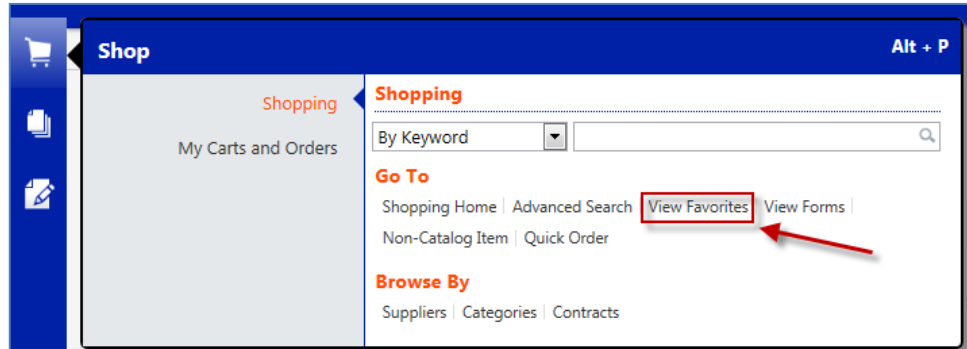 Shop
Alt + P
Shopping
My Carts and Orders
Shopping
By Keyword
Go To
Shopping Home | Advanced Search | View Favorites | View Forms |
Non-Catalog Item | Quick Order
Browse By
Suppliers | Categories | Contracts